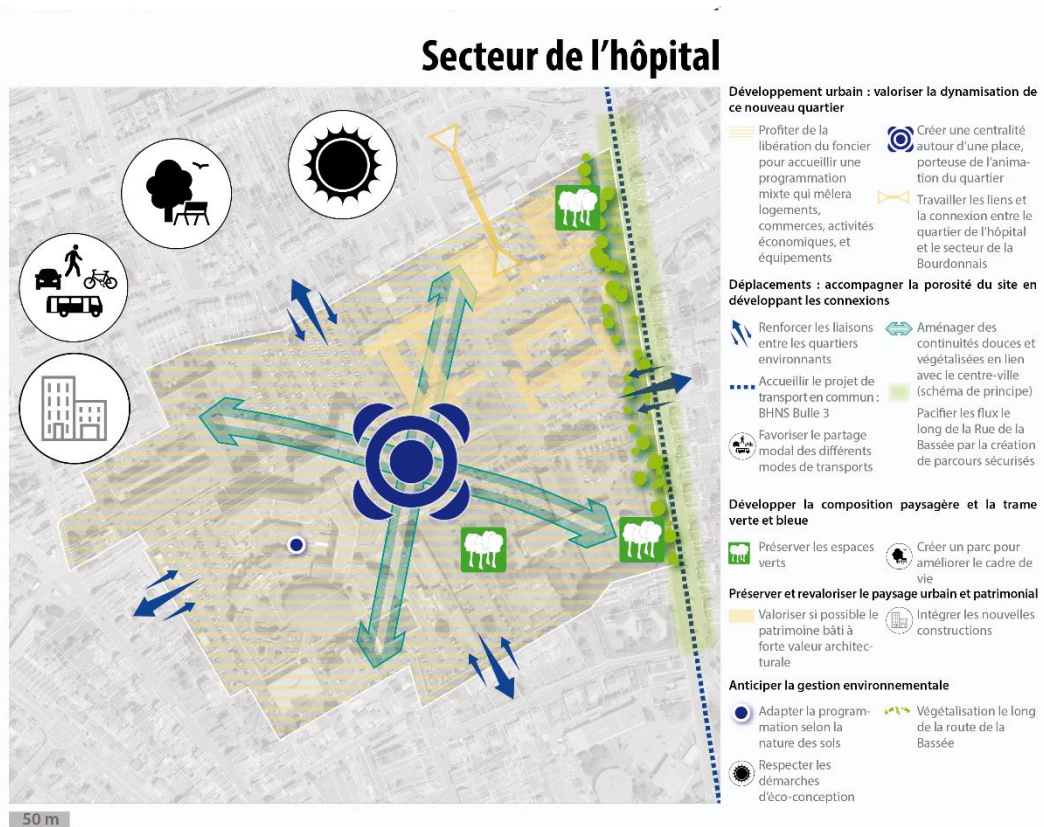 Secteur de l'hôpital
Développement urbain : valoriser la dynamisation de
ce nouveau quartier
Profiter de la
libération du foncier
pour accueillir une
programmation
mixte qui mêlera
logements,
commerces, activités
économiques, et
équipements
Créer une centralité
autour d'une place,
porteuse de l'anima-
tion du quartier
Travailler les liens et
la connexion entre le
quartier de l'hôpital
et le secteur de la
Bourdonnais
Déplacements : accompagner la porosité du site en
développant les connexions
Renforcer les liaisons
entre les quartiers
environnants
Accueillir le projet de
transport en commun :
BHNS Bulle 3
Favoriser le partage
modal des différents
modes de transports
Aménager des
continuités douces et
végétalisées en lien
avec le centre-ville
(schéma de principe)
Pacifier les flux le
long de la Rue de la
Bassée par la création
de parcours sécurisés
Développer la composition paysagère et la trame
verte et bleue
Préserver les espaces
verts
Créer un parc pour
améliorer le cadre de
vie
Préserver et revaloriser le paysage urbain et patrimonial
Valoriser si possible le
patrimoine bâti à
forte valeur architec-
turale
Intégrer les nouvelles
constructions
Anticiper la gestion environnementale
Adapter la program-
mation selon la
nature des sols
Végétalisation le long
de la route de la
Bassée
Respecter les
démarches
d'éco-conception
50 m